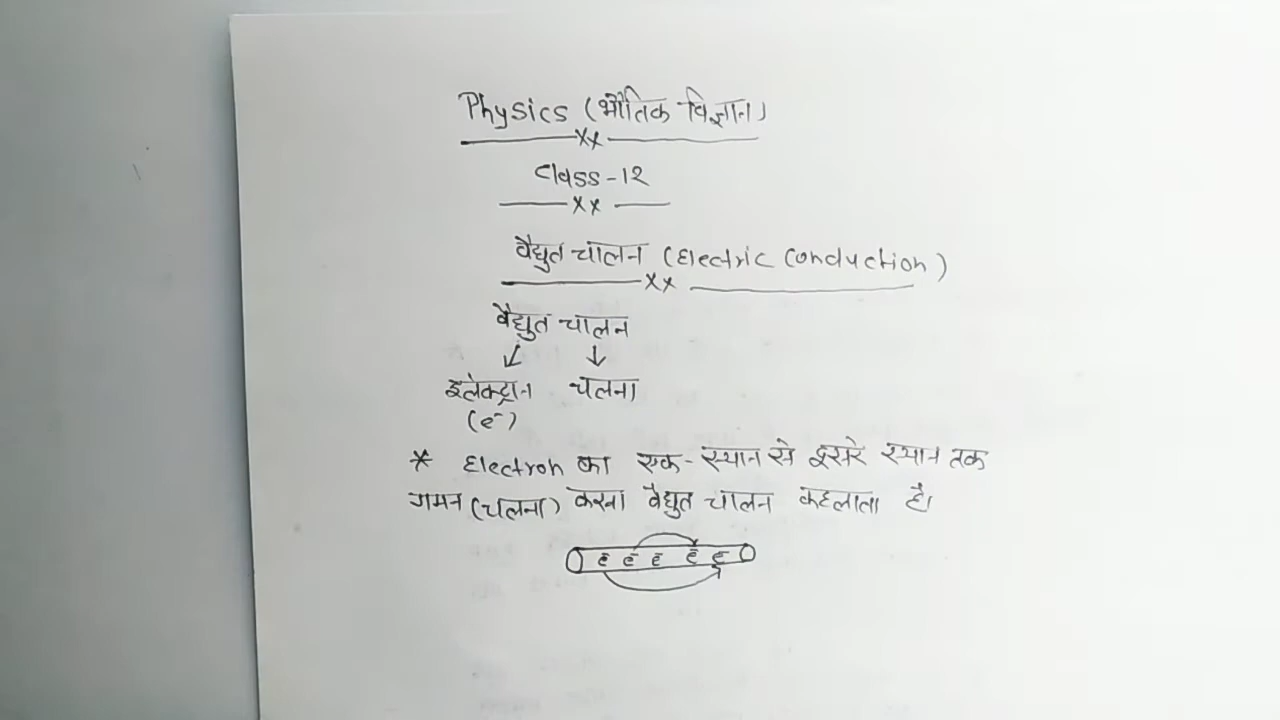 Physics (भौतिक विज्ञान)
Class-12
वैद्युत चालन (Electric Conduction)
वैद्युत चालन
इलेक्ट्रान चलना
(e⁻)
* Electron का एक-स्थान से दूसरे स्थान तक
गमन (चलना) करना वैद्युत चालन कहलाता है।
e⁻ e⁻ e⁻ e⁻ e⁻